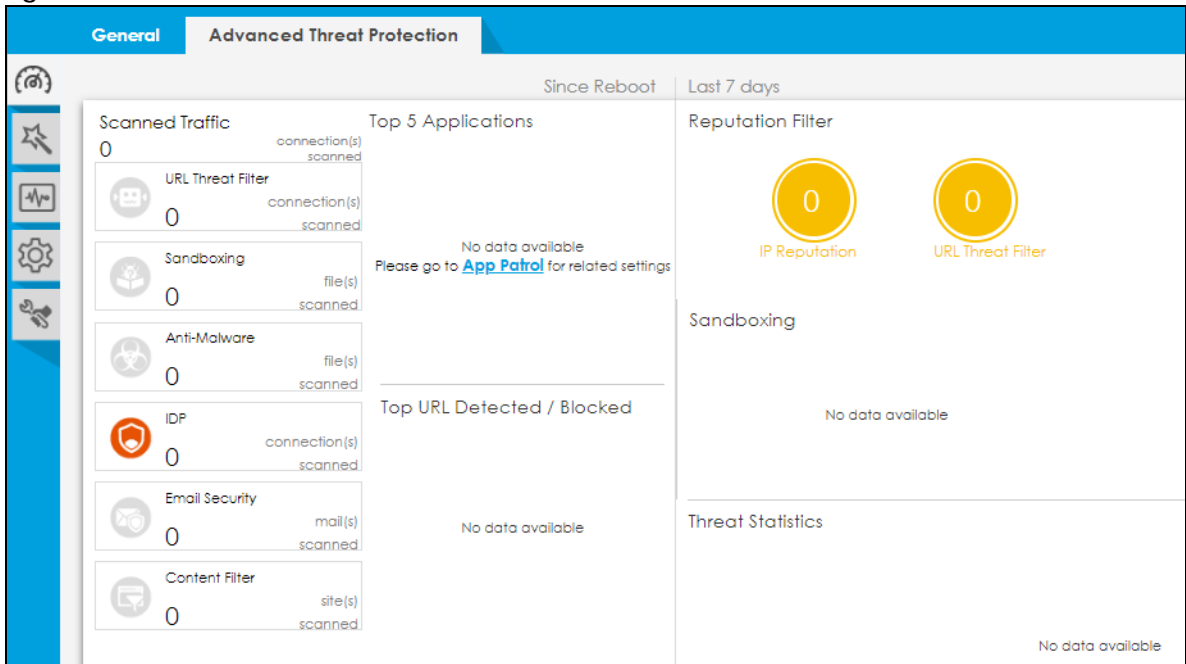 General
Advanced Threat Protection
Since Reboot
Last 7 days
Scanned Traffic
0
connection(s)
scanned
URL Threat Filter
0
connection(s)
scanned
Sandboxing
0
file(s)
scanned
Anti-Malware
0
file(s)
scanned
IDP
0
connection(s)
scanned
Email Security
0
mail(s)
scanned
Content Filter
0
site(s)
scanned
Top 5 Applications
No data available
Please go to App Patrol for related settings
Top URL Detected / Blocked
No data available
Reputation Filter
0
IP Reputation
0
URL Threat Filter
Sandboxing
No data available
Threat Statistics
No data available